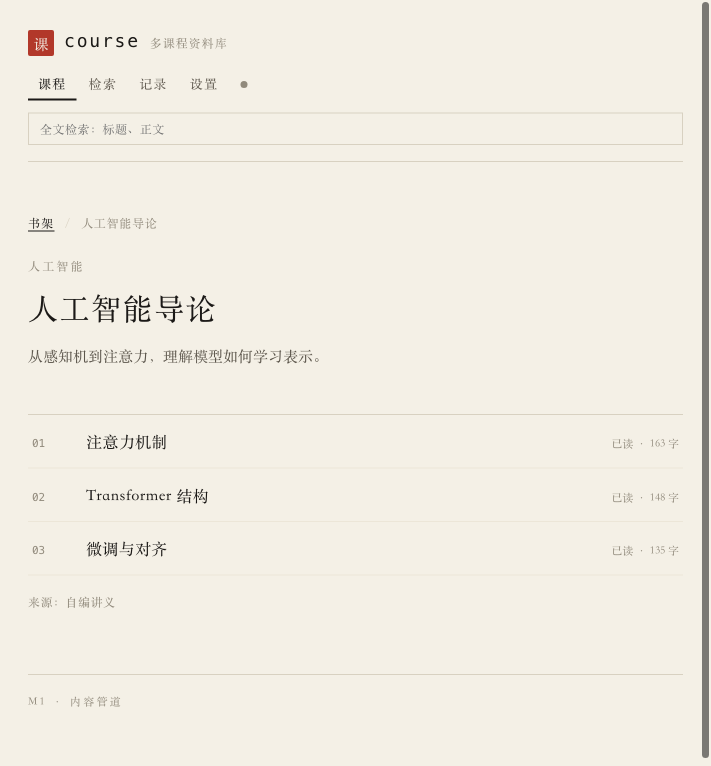 课 course 多课程资料库
课程 检索 记录 设置
全文检索：标题、正文
书架 / 人工智能导论
人工智能
人工智能导论
从感知机到注意力，理解模型如何学习表示。
01 注意力机制 已读 · 163 字
02 Transformer 结构 已读 · 148 字
03 微调与对齐 已读 · 135 字
来源：自编讲义
M1 · 内容管道